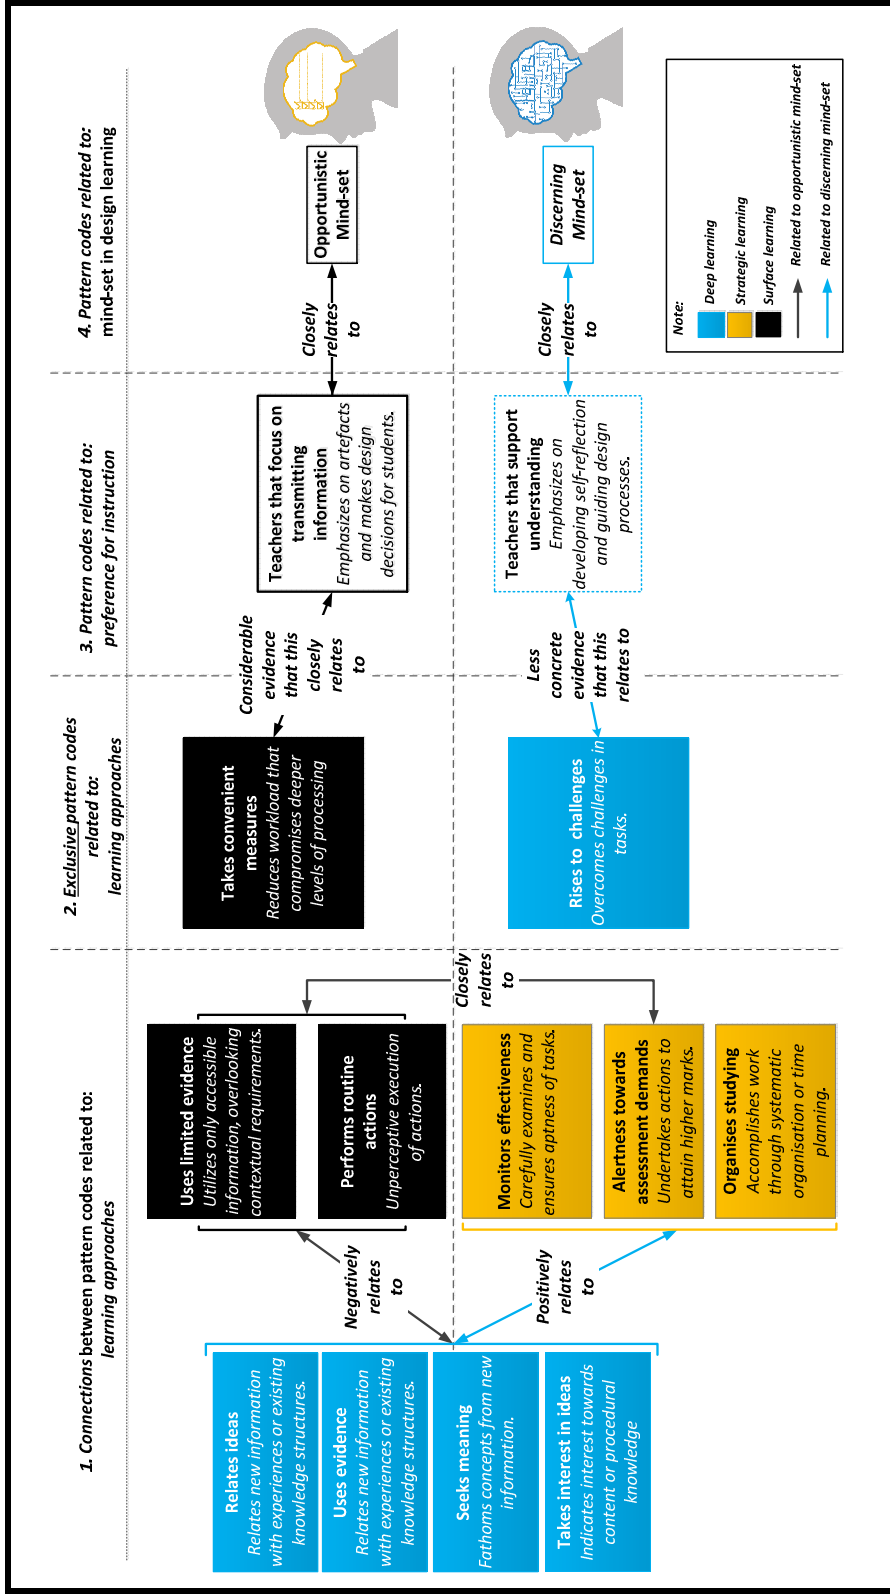 1. Connections between pattern codes related to:
learning approaches
2. Exclusive pattern codes
related to:
learning approaches
3. Pattern codes related to:
preference for instruction
4. Pattern codes related to:
mind-set in design learning
Relates ideas
Relates new information
with experiences or existing
knowledge structures.
Uses evidence
Relates new information
with experiences or existing
knowledge structures.
Seeks meaning
Fathoms concepts from new
information.
Takes interest in ideas
Indicates interest towards
content or procedural
knowledge
Negatively
relates
to
Positively
relates
to
Uses limited evidence
Utilizes only accessible
information, overlooking
contextual requirements.
Performs routine
actions
Unperceptive execution
of actions.
Monitors effectiveness
Carefully examines and
ensures aptness of tasks.
Alertness towards
assessment demands
Undertakes actions to
attain higher marks.
Organises studying
Accomplishes work
through systematic
organisation or time
planning.
Closely
relates
to
Takes convenient
measures
Reduces workload that
compromises deeper
levels of processing
Rises to challenges
Overcomes challenges in
tasks.
Considerable
evidence
that this
closely
relates
to
Less
concrete
evidence
that this
relates to
Teachers that focus on
transmitting
information
Emphasizes on artefacts
and makes design
decisions for students.
Teachers that support
understanding
Emphasizes on
developing self-reflection
and guiding design
processes.
Closely
relates
to
Closely
relates
to
Opportunistic
Mind-set
Discerning
Mind-set
Note:
Deep learning
Strategic learning
Surface learning
Related to opportunistic mind-set
Related to discerning mind-set